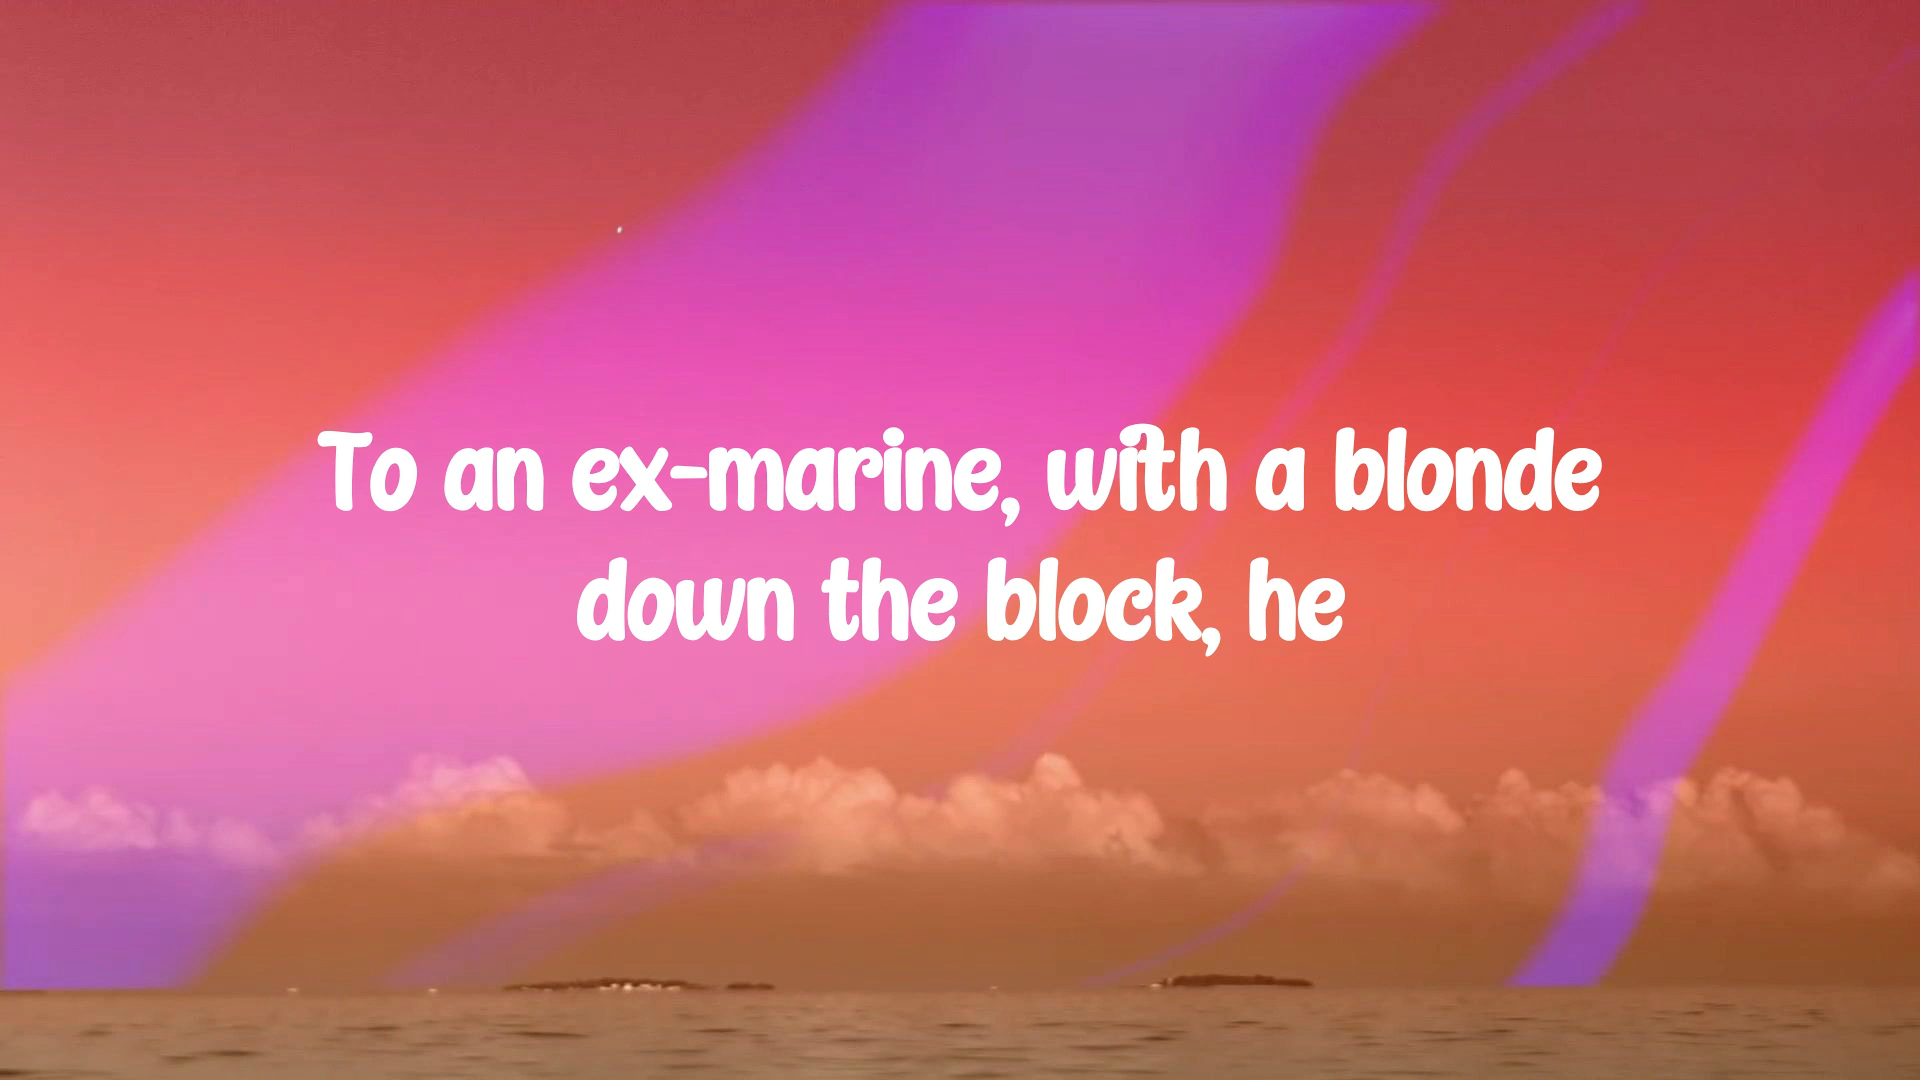 To an ex-marine, with a blonde
down the block, he